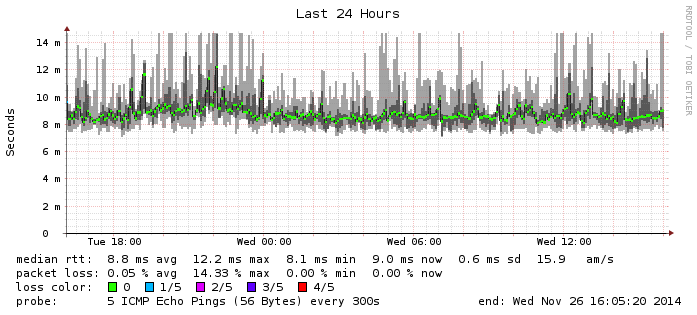 Last 24 Hours
RRDTOOL / TOBI OETIKER
Seconds
14 m
12 m
10 m
8 m
6 m
4 m
2 m
0
Tue 18:00 Wed 00:00 Wed 06:00 Wed 12:00
median rtt: 8.8 ms avg 12.2 ms max 8.1 ms min 9.0 ms now 0.6 ms sd 15.9 am/s
packet loss: 0.05 % avg 14.33 % max 0.00 % min 0.00 % now
loss color: 0 1/5 2/5 3/5 4/5
probe: 5 ICMP Echo Pings (56 Bytes) every 300s end: Wed Nov 26 16:05:20 2014